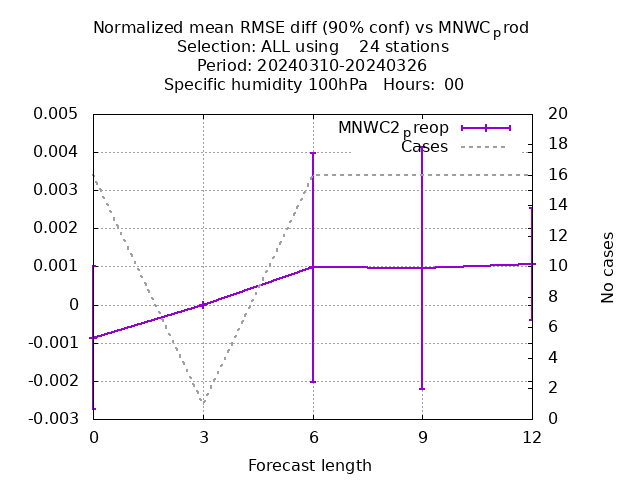 Normalized mean RMSE diff (90% conf) vs MNWCprod
Selection: ALL using 24 stations
Period: 20240310-20240326
Specific humidity 100hPa Hours: 00
0.005
0.004
0.003
0.002
0.001
0
-0.001
-0.002
-0.003
MNWC2preop
Cases
20
18
16
14
12
10
8
6
4
2
0
No cases
0 3 6 9 12
Forecast length